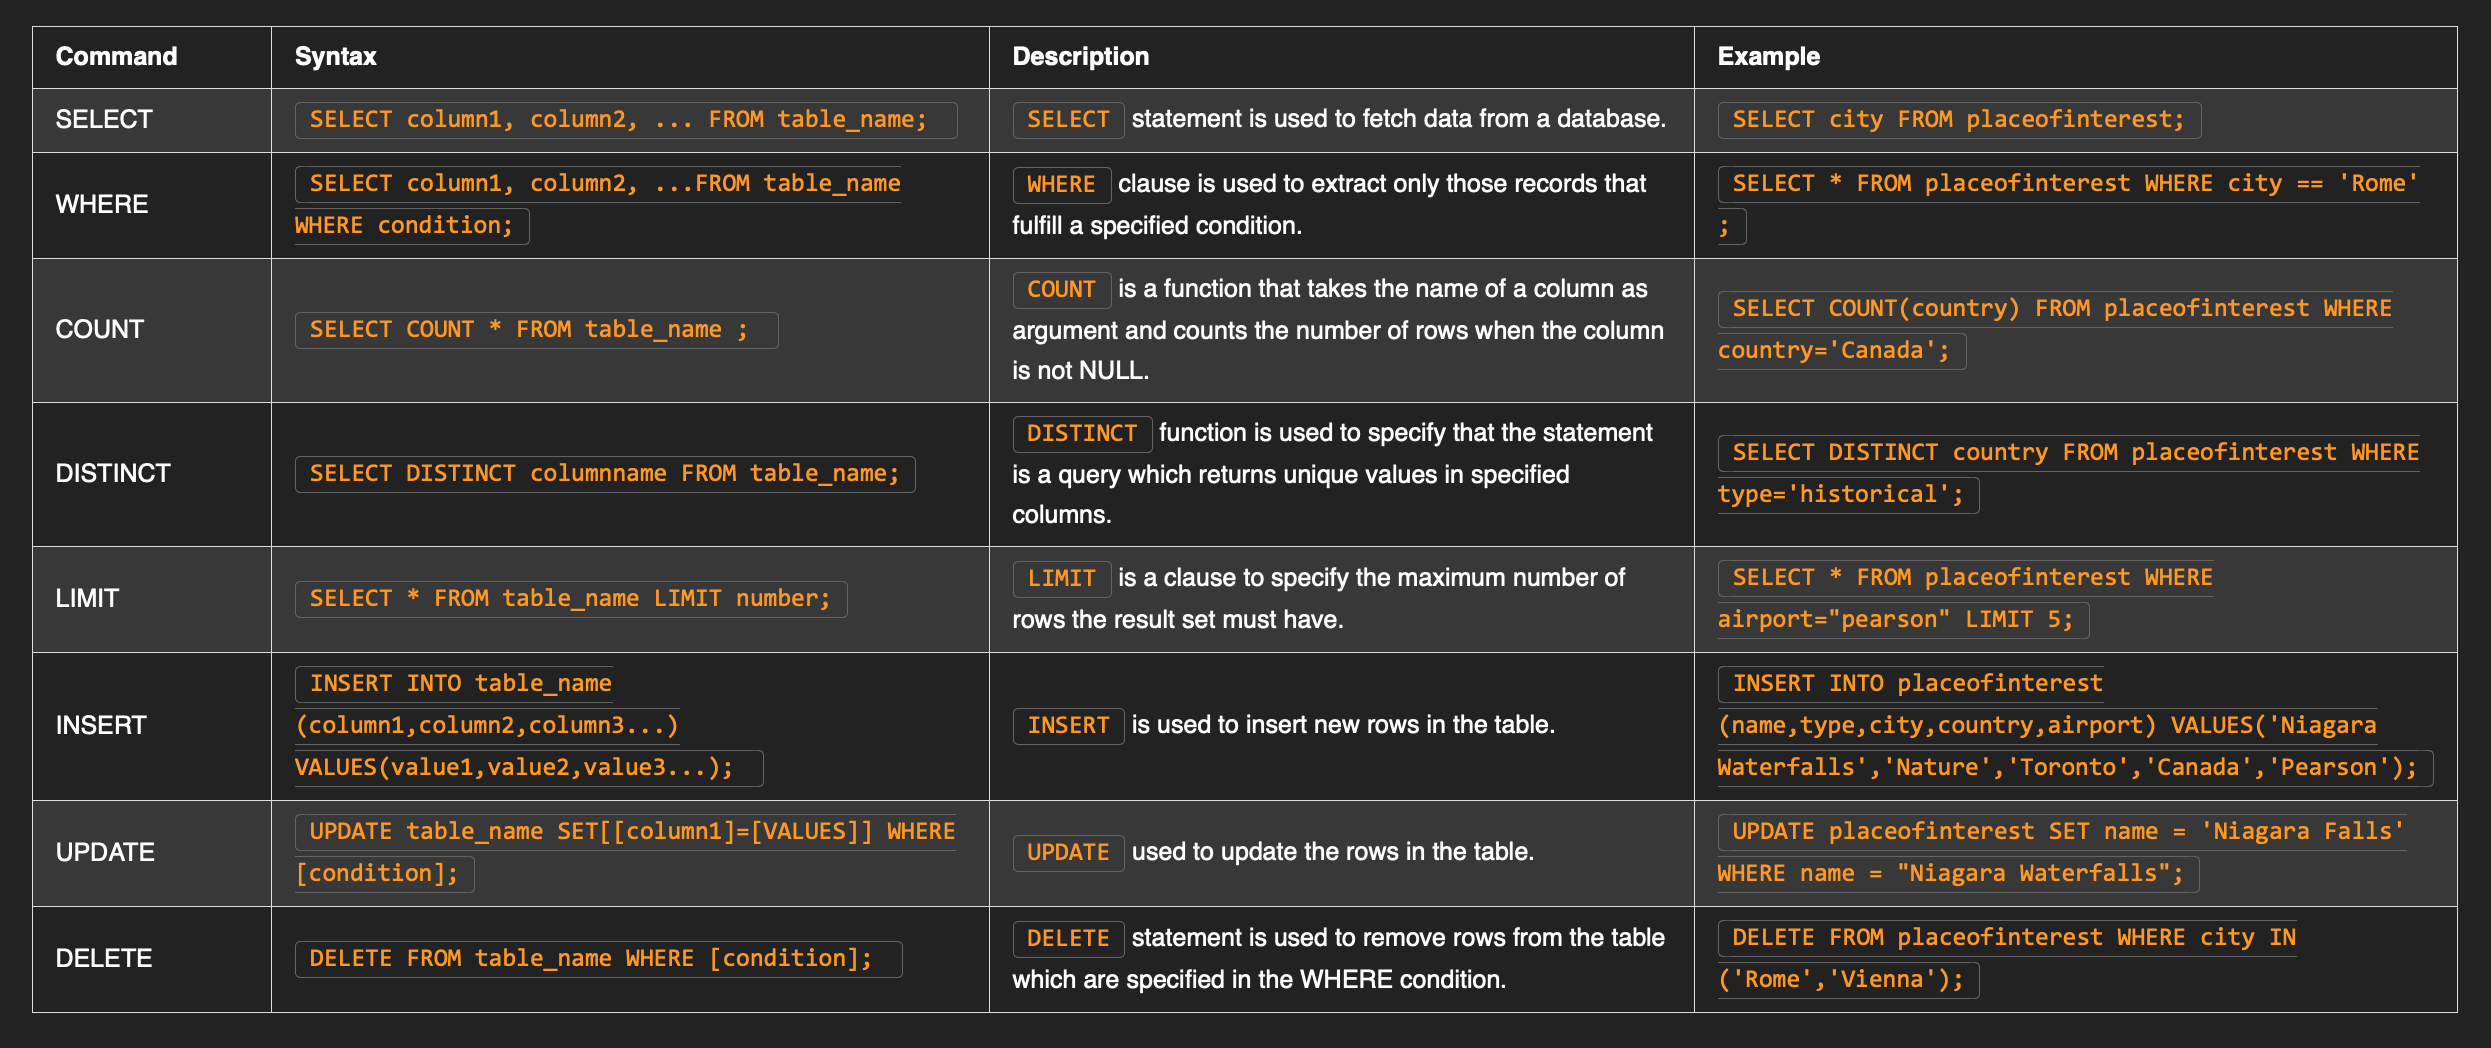 Command Syntax Description Example
SELECT SELECT column1, column2, ... FROM table_name; SELECT statement is used to fetch data from a database. SELECT city FROM placeofinterest;
WHERE
SELECT column1, column2, ...FROM table_name
WHERE condition;
WHERE clause is used to extract only those records that
fulfill a specified condition.
SELECT * FROM placeofinterest WHERE city == 'Rome'
;
COUNT
SELECT COUNT * FROM table_name ;
COUNT is a function that takes the name of a column as
argument and counts the number of rows when the column
is not NULL.
SELECT COUNT(country) FROM placeofinterest WHERE
country='Canada';
DISTINCT
SELECT DISTINCT columnname FROM table_name;
DISTINCT function is used to specify that the statement
is a query which returns unique values in specified
columns.
SELECT DISTINCT country FROM placeofinterest WHERE
type='historical';
LIMIT
SELECT * FROM table_name LIMIT number;
LIMIT is a clause to specify the maximum number of
rows the result set must have.
SELECT * FROM placeofinterest WHERE
airport="pearson" LIMIT 5;
INSERT
INSERT INTO table_name
(column1,column2,column3...)
VALUES(value1,value2,value3...);
INSERT is used to insert new rows in the table.
INSERT INTO placeofinterest
(name,type,city,country,airport) VALUES('Niagara
Waterfalls','Nature','Toronto','Canada','Pearson');
UPDATE
UPDATE table_name SET[[column1]=[VALUES]] WHERE
[condition];
UPDATE used to update the rows in the table.
UPDATE placeofinterest SET name = 'Niagara Falls'
WHERE name = "Niagara Waterfalls";
DELETE
DELETE FROM table_name WHERE [condition];
DELETE statement is used to remove rows from the table
which are specified in the WHERE condition.
DELETE FROM placeofinterest WHERE city IN
('Rome','Vienna');